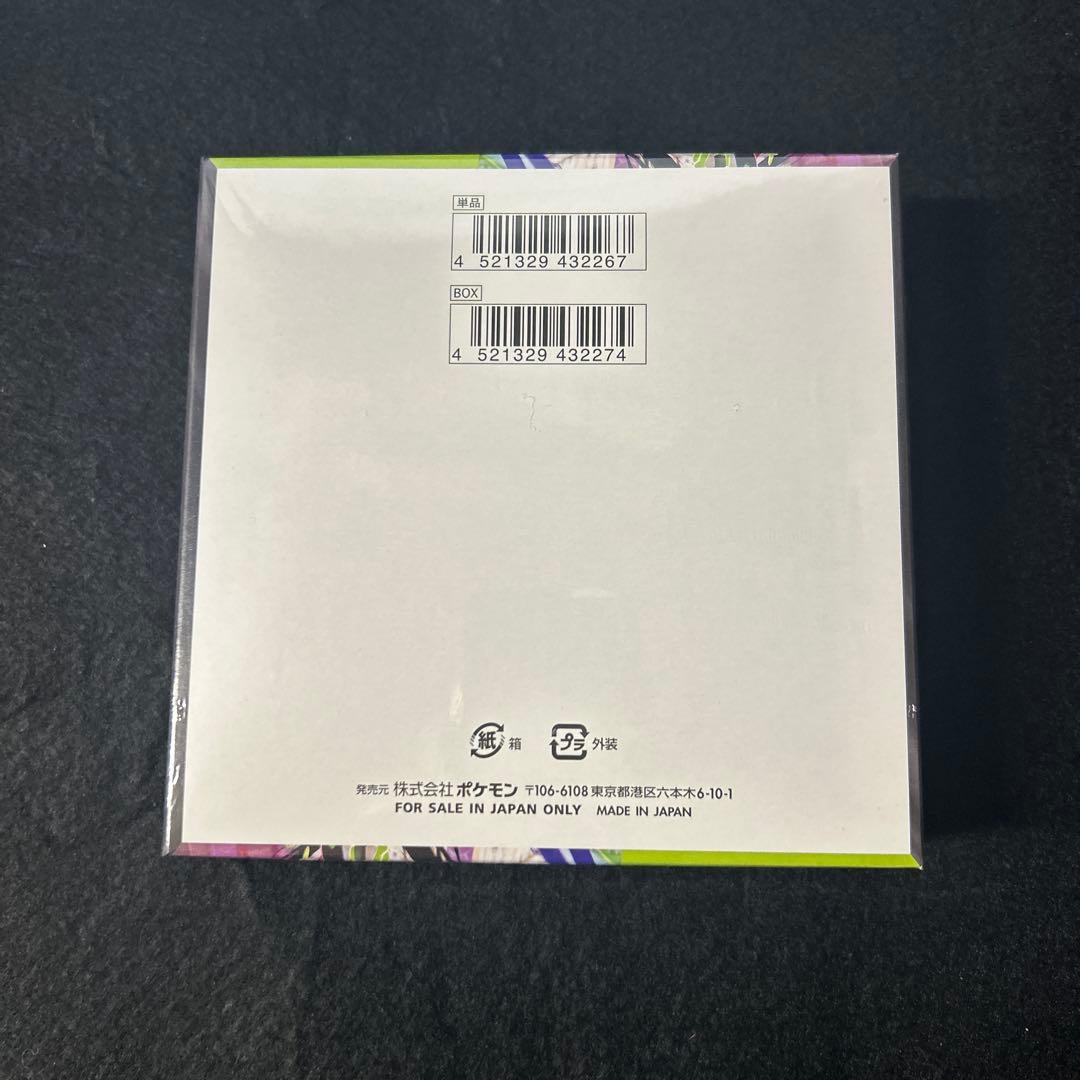 単品
4 521329 432267
BOX
4 521329 432274
紙 箱 プラ 外装
発売元 株式会社 ポケモン 〒106-6108 東京都港区六本木6-10-1
FOR SALE IN JAPAN ONLY MADE IN JAPAN